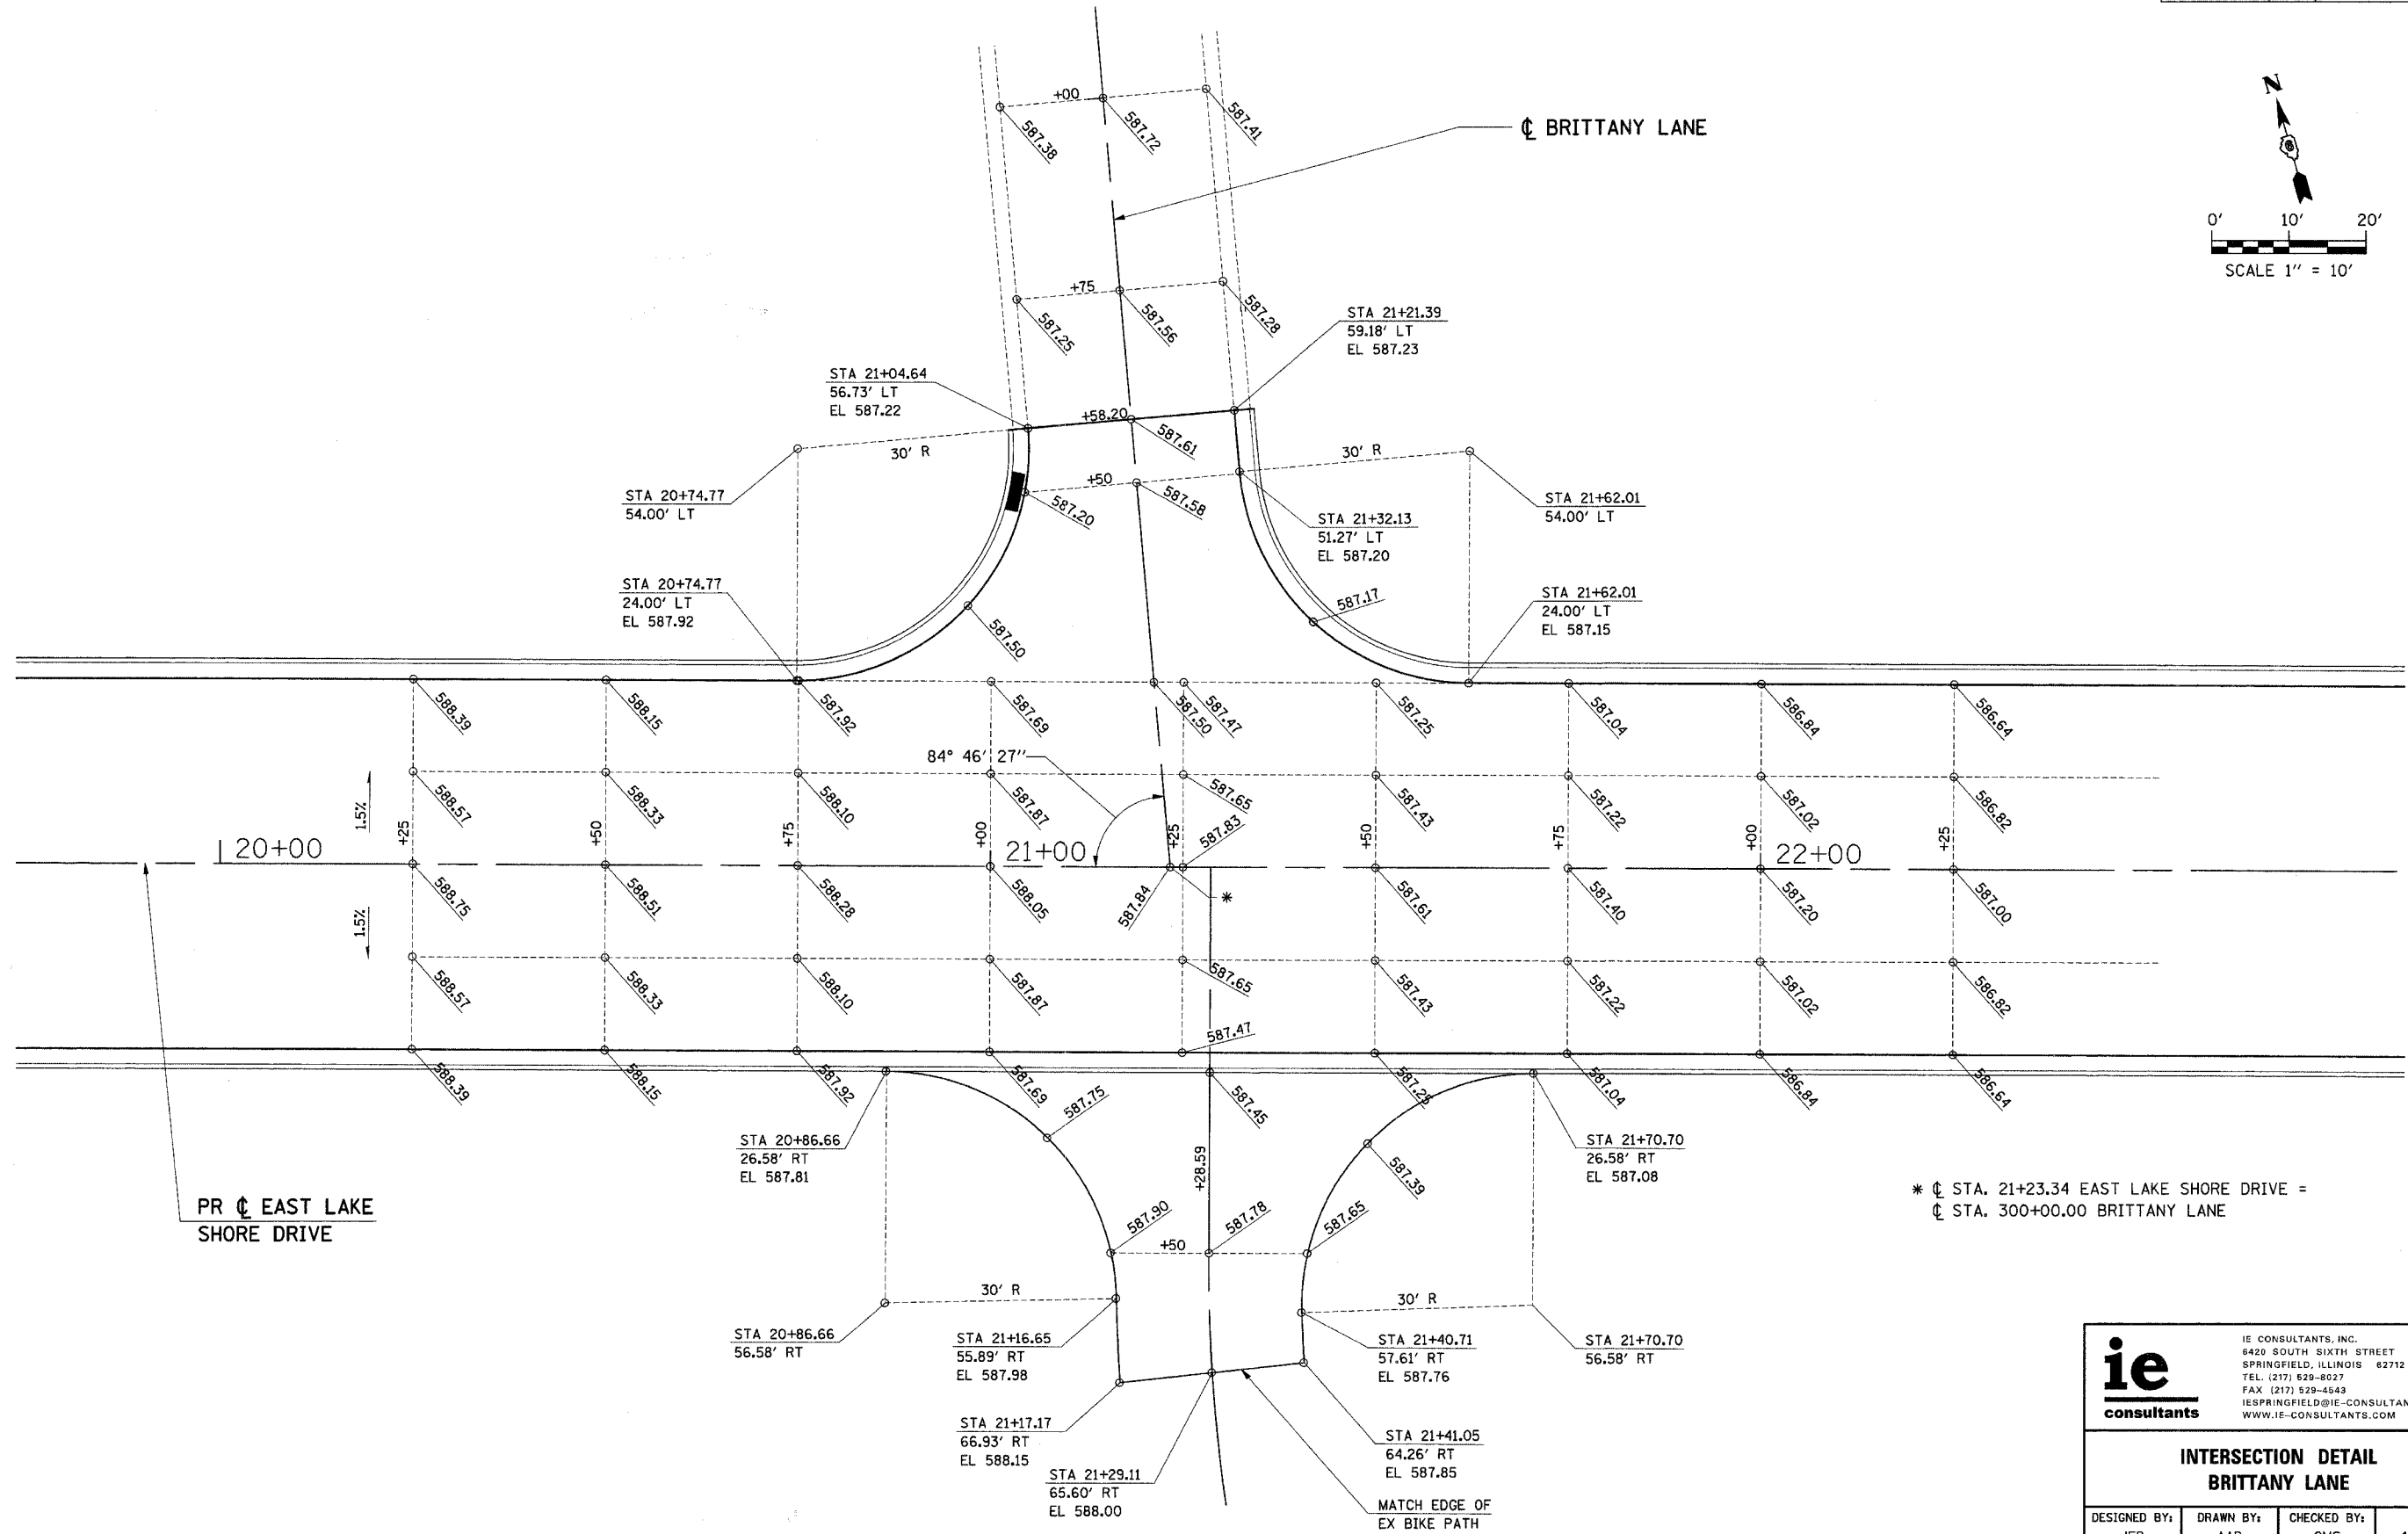 +00
587.38
587.72
587.41
℄ BRITTANY LANE
N
0' 10' 20'
SCALE 1" = 10'
+75
587.25
587.56
587.28
STA 21+21.39
59.18' LT
EL 587.23
STA 21+04.64
56.73' LT
EL 587.22
+58.20
587.61
30' R
30' R
+50
587.20
587.58
STA 20+74.77
54.00' LT
STA 21+62.01
54.00' LT
STA 21+32.13
51.27' LT
EL 587.20
STA 20+74.77
24.00' LT
EL 587.92
587.50
587.17
STA 21+62.01
24.00' LT
EL 587.15
588.39
588.15
587.92
587.69
587.50
587.47
587.25
587.04
586.84
586.64
84° 46' 27"
1.5%
588.57
588.33
588.10
587.87
587.65
587.43
587.22
587.02
586.82
+25
+50
+75
+00
+25
+50
+75
+00
+25
20+00
21+00
22+00
587.83
588.75
588.51
588.28
588.05
587.84
*
587.61
587.40
587.20
587.00
1.5%
588.57
588.33
588.10
587.87
587.65
587.43
587.22
587.02
586.82
587.47
588.39
588.15
587.92
587.69
587.75
587.45
587.25
587.04
586.84
586.64
STA 20+86.66
26.58' RT
EL 587.81
+28.59
587.39
STA 21+70.70
26.58' RT
EL 587.08
PR ℄ EAST LAKE
SHORE DRIVE
* ℄ STA. 21+23.34 EAST LAKE SHORE DRIVE =
℄ STA. 300+00.00 BRITTANY LANE
587.90
+50
587.78
587.65
30' R
30' R
STA 20+86.66
56.58' RT
STA 21+16.65
55.89' RT
EL 587.98
STA 21+40.71
57.61' RT
EL 587.76
STA 21+70.70
56.58' RT
STA 21+17.17
66.93' RT
EL 588.15
STA 21+29.11
65.60' RT
EL 588.00
STA 21+41.05
64.26' RT
EL 587.85
MATCH EDGE OF
EX BIKE PATH
ie
consultants
IE CONSULTANTS, INC.
6420 SOUTH SIXTH STREET
SPRINGFIELD, ILLINOIS 62712
TEL. (217) 529-8027
FAX (217) 529-4543
IESPRINGFIELD@IE-CONSULTAN
WWW.IE-CONSULTANTS.COM
INTERSECTION DETAIL
BRITTANY LANE
DESIGNED BY: DRAWN BY: CHECKED BY: